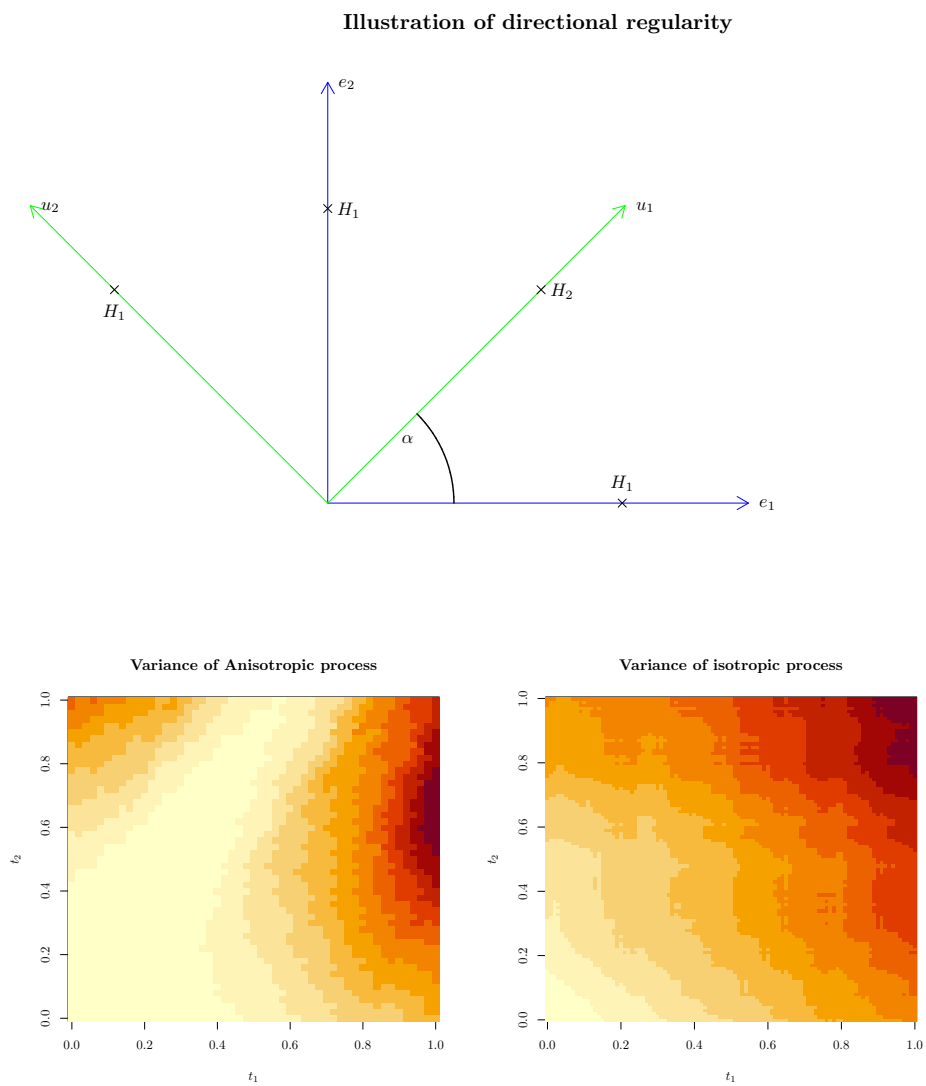 Illustration of directional regularity
e₂
u₂
H₁
u₁
H₁
H₂
α
H₁
e₁
Variance of Anisotropic process
1.0
0.8
0.6
0.4
0.2
0.0
t₂
0.0 0.2 0.4 0.6 0.8 1.0
t₁
Variance of isotropic process
1.0
0.8
0.6
0.4
0.2
0.0
t₂
0.0 0.2 0.4 0.6 0.8 1.0
t₁